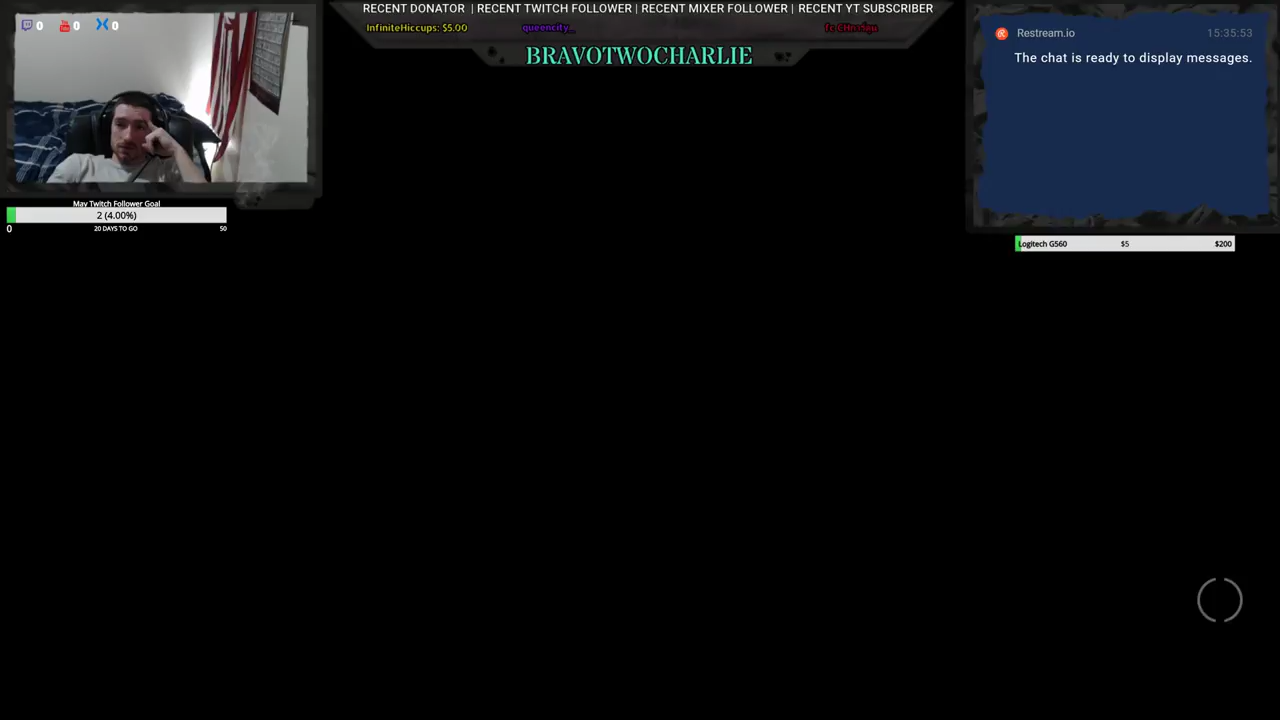 0 0 0
RECENT DONATOR | RECENT TWITCH FOLLOWER | RECENT MIXER FOLLOWER | RECENT YT SUBSCRIBER
InfiniteHiccups: $5.00 queencity...
BRAVOTWOCHARLIE
Restream.io 15:35:53
The chat is ready to display messages.
May Twitch Follower Goal
2 (4.00%)
0 20 DAYS TO GO 50
Logitech G560 $5 $200